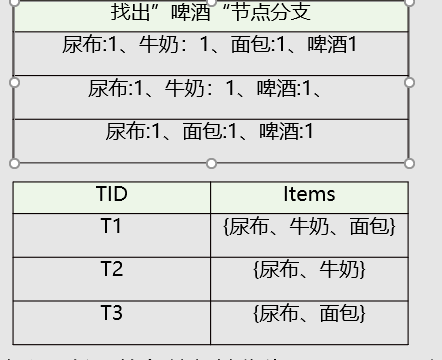 找出”啤酒“节点分支
尿布:1、牛奶：1、面包:1、啤酒1
尿布:1、牛奶：1、啤酒:1、
尿布:1、面包:1、啤酒:1
TID Items
T1 {尿布、牛奶、面包}
T2 {尿布、牛奶}
T3 {尿布、面包}